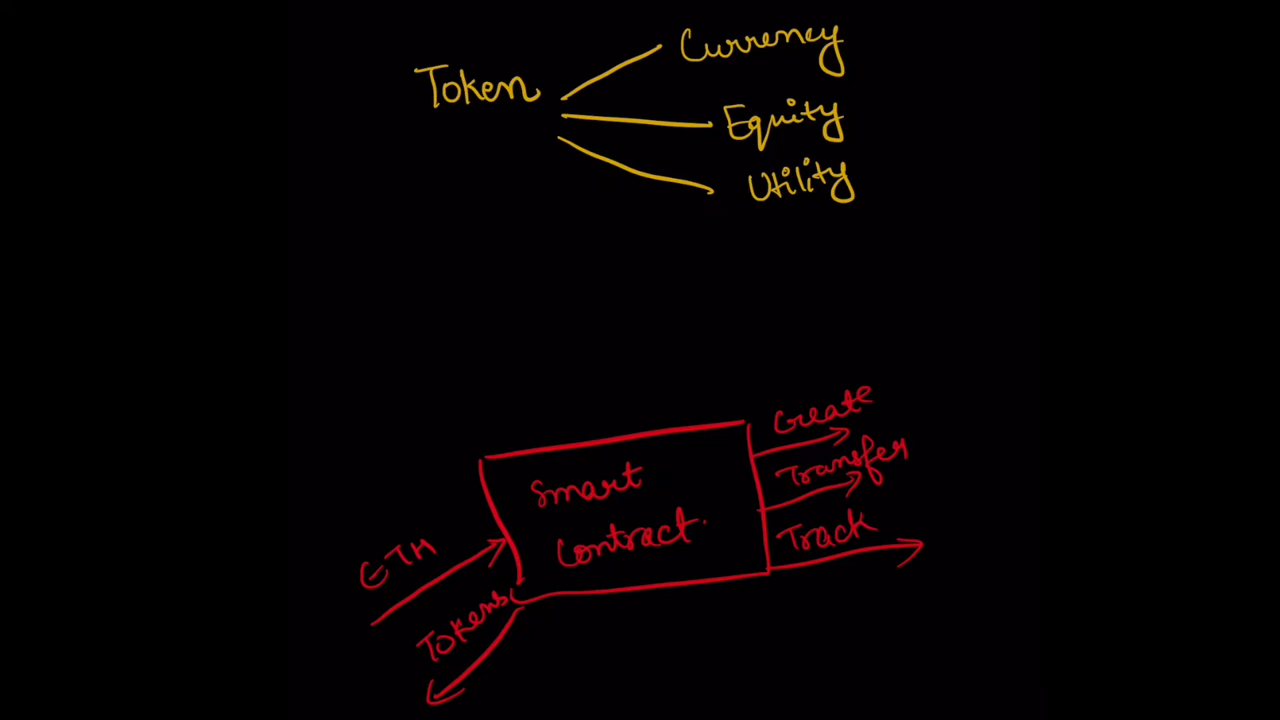 Currency
Token
Equity
Utility
Create
Transfer
Smart
Track
Contract.
ETH
Tokens